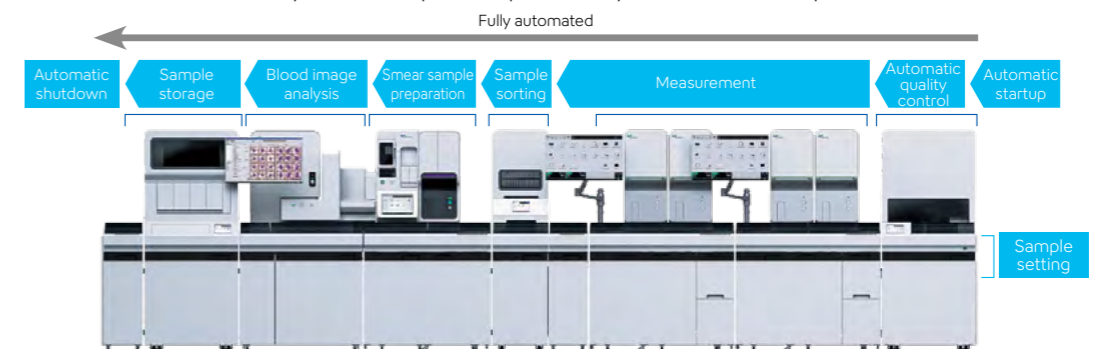 Fully automated
Automatic
shutdown
Sample
storage
Blood image
analysis
Smear sample
preparation
Sample
sorting
Measurement
Automatic
quality
control
Automatic
startup
Sample
setting